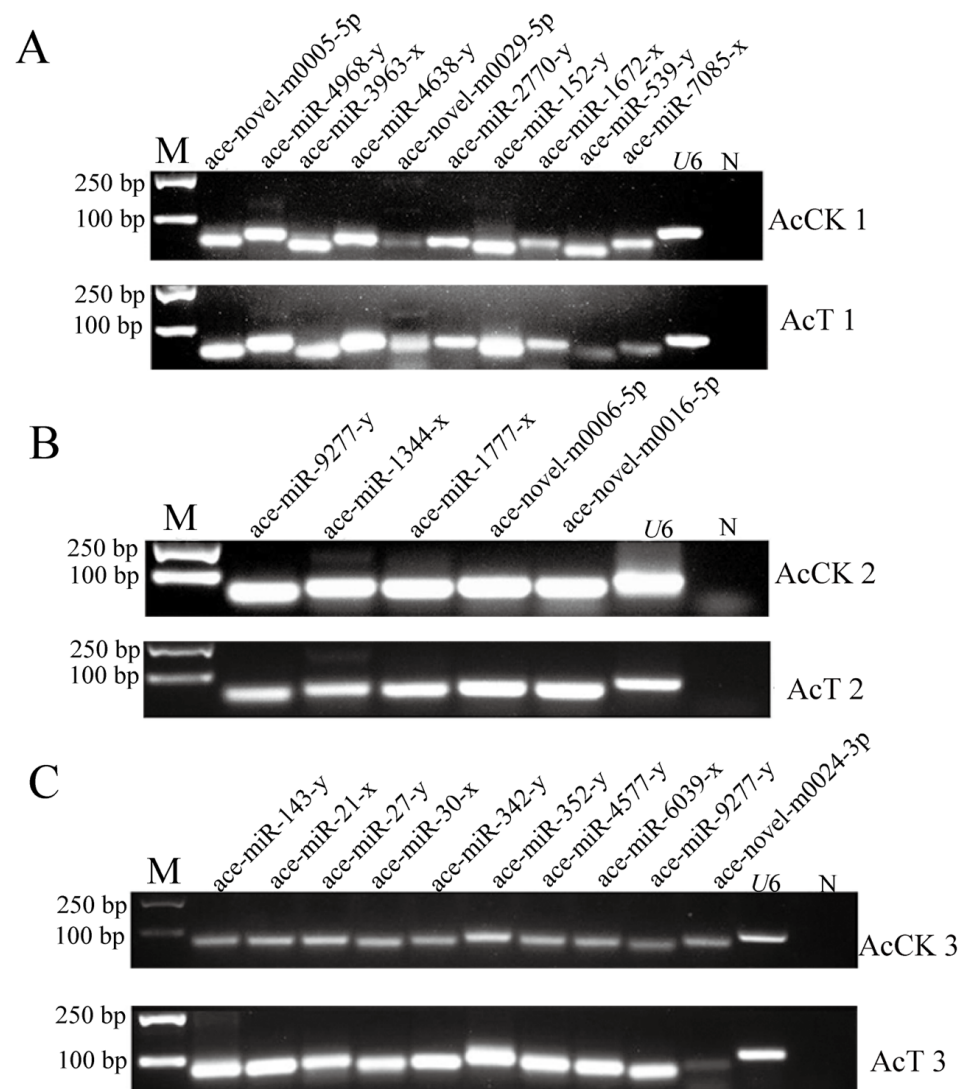 A
M
ace-novel-m0005-5p
ace-miR-4968-y
ace-miR-3963-x
ace-miR-4638-y
ace-novel-m0029-5p
ace-miR-2770-y
ace-miR-152-y
ace-miR-1672-x
ace-miR-539-y
ace-miR-7085-x
U6
N
250 bp
100 bp
AcCK 1
250 bp
100 bp
AcT 1
B
M
ace-miR-9277-y
ace-miR-1344-x
ace-miR-1777-x
ace-novel-m0006-5p
ace-novel-m0016-5p
U6
N
250 bp
100 bp
AcCK 2
250 bp
100 bp
AcT 2
C
M
ace-miR-143-y
ace-miR-21-x
ace-miR-27-y
ace-miR-30-x
ace-miR-342-y
ace-miR-352-y
ace-miR-4577-y
ace-miR-6039-x
ace-miR-9277-y
ace-novel-m0024-3p
U6
N
250 bp
100 bp
AcCK 3
250 bp
100 bp
AcT 3